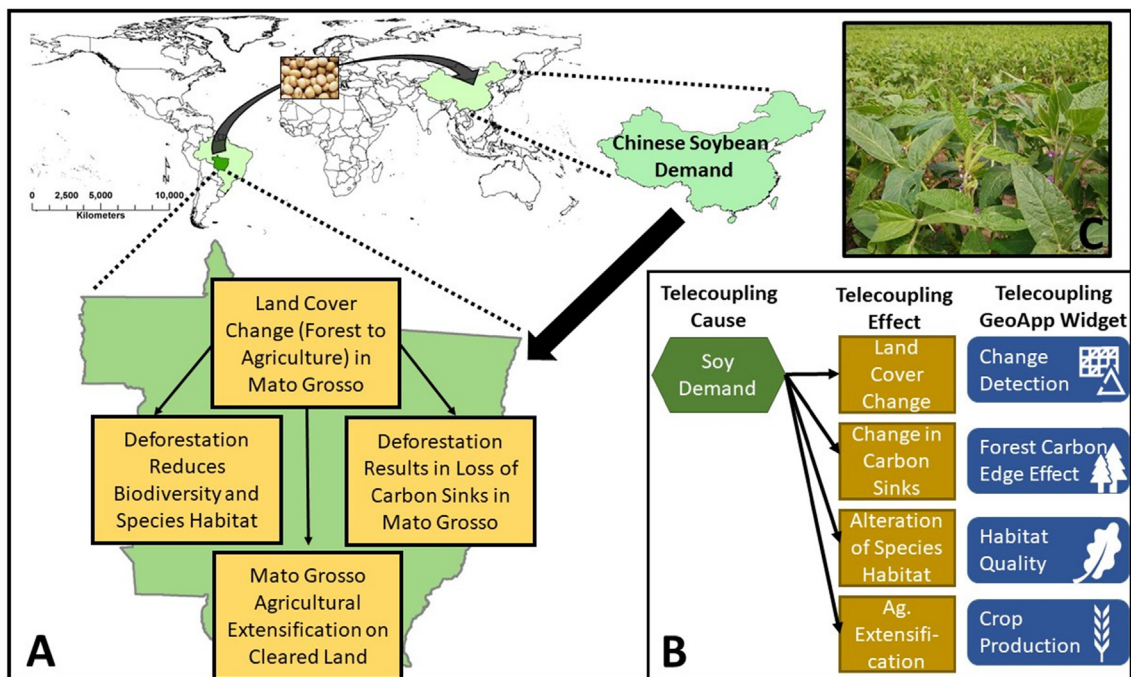 N
0 2,500 5,000 10,000
Kilometers
Chinese Soybean
Demand
Land Cover
Change (Forest to
Agriculture) in
Mato Grosso
Deforestation
Reduces
Biodiversity and
Species Habitat
Deforestation
Results in Loss of
Carbon Sinks in
Mato Grosso
Mato Grosso
Agricultural
Extensification on
Cleared Land
A
C
Telecoupling
Cause
Telecoupling
Effect
Telecoupling
GeoApp Widget
Soy
Demand
Land
Cover
Change
Change
Detection
Change in
Carbon
Sinks
Forest Carbon
Edge Effect
Alteration
of Species
Habitat
Habitat
Quality
Ag.
Extensifi-
cation
Crop
Production
B